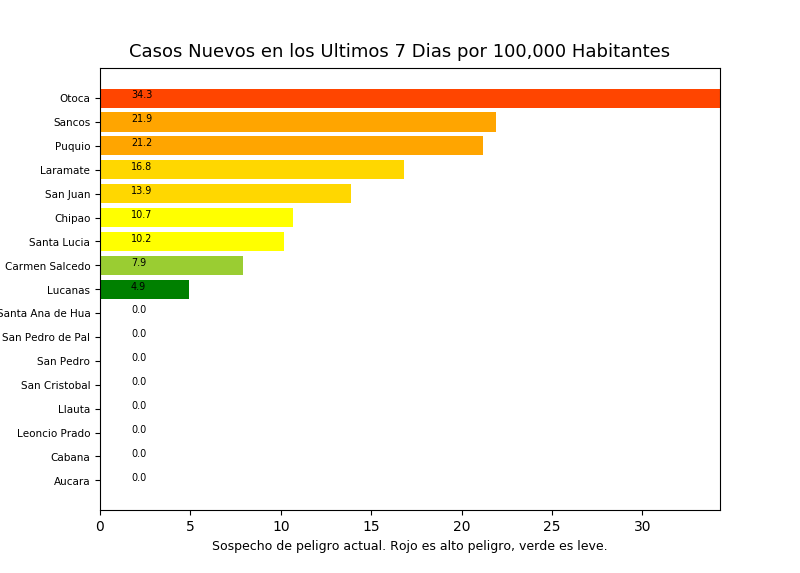 Casos Nuevos en los Ultimos 7 Dias por 100,000 Habitantes
Otoca 34.3
Sancos 21.9
Puquio 21.2
Laramate 16.8
San Juan 13.9
Chipao 10.7
Santa Lucia 10.2
Carmen Salcedo 7.9
Lucanas 4.9
Santa Ana de Hua 0.0
San Pedro de Pal 0.0
San Pedro 0.0
San Cristobal 0.0
Llauta 0.0
Leoncio Prado 0.0
Cabana 0.0
Aucara 0.0
0 5 10 15 20 25 30
Sospecho de peligro actual. Rojo es alto peligro, verde es leve.